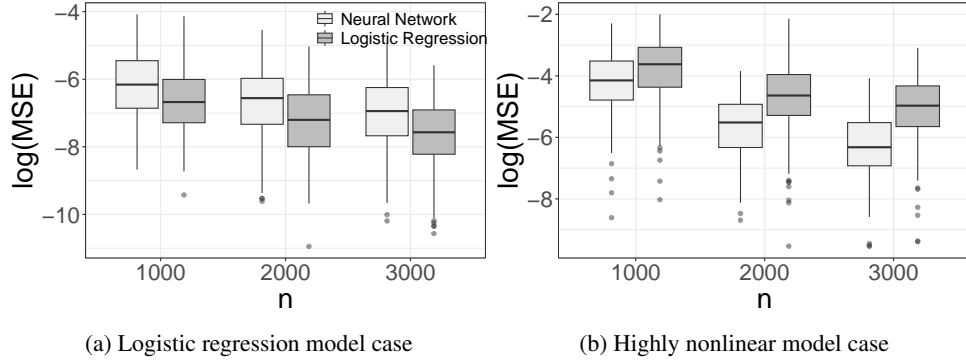 −4
−6
−8
−10
log(MSE)
Neural Network
Logistic Regression
1000
2000
3000
n
(a) Logistic regression model case
−2
−4
−6
−8
log(MSE)
1000
2000
3000
n
(b) Highly nonlinear model case